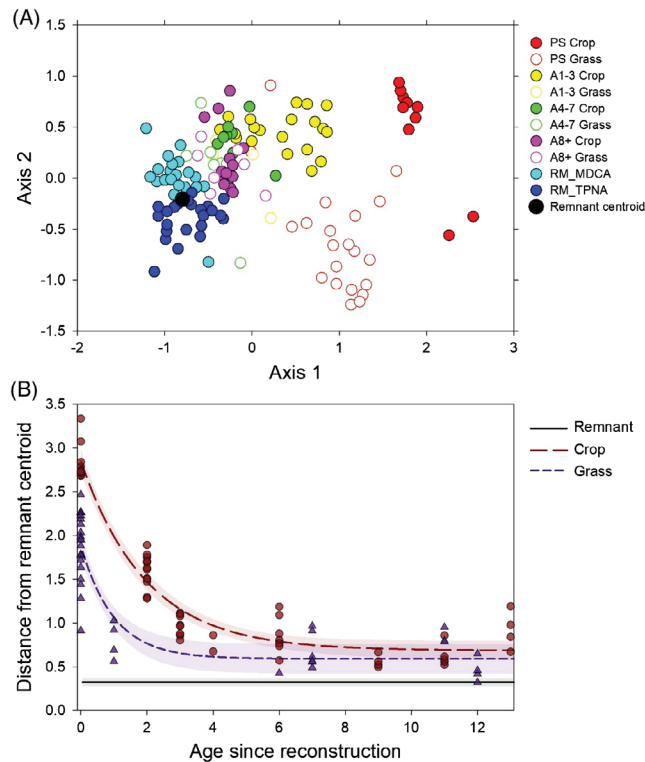 (A)
1.5
1.0
0.5
0.0
-0.5
-1.0
-1.5
Axis 2
-2
-1
0
1
2
3
Axis 1
PS Crop
PS Grass
A1-3 Crop
A1-3 Grass
A4-7 Crop
A4-7 Grass
A8+ Crop
A8+ Grass
RM_MDCA
RM_TPNA
Remnant centroid
(B)
3.5
3.0
2.5
2.0
1.5
1.0
0.5
0.0
Distance from remnant centroid
0
2
4
6
8
10
12
Age since reconstruction
Remnant
Crop
Grass